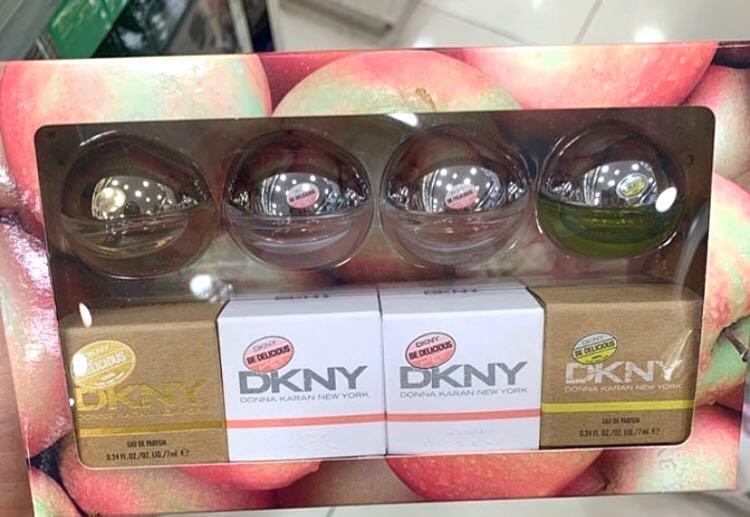 DKNY
DELICIOUS
DKNY
EAU DE PARFUM
0.24 FL. OZ./OZ. LIQ./7ml ℮
DKNY
BE DELICIOUS
DKNY
DONNA KARAN NEW YORK
DKNY
BE DELICIOUS
DKNY
DONNA KARAN NEW YORK
DKNY
BE DELICIOUS
DKNY
DONNA KARAN NEW YORK
EAU DE PARFUM
0.24 FL. OZ./OZ. LIQ./7ml ℮